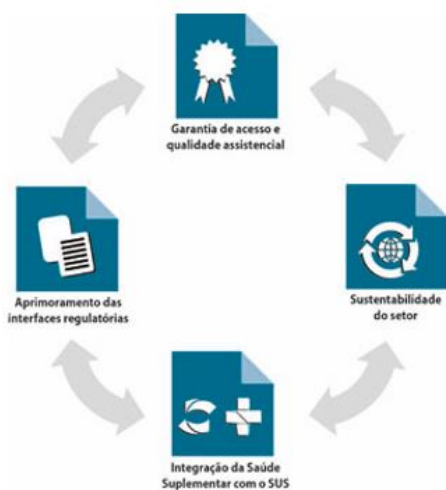 Garantia de acesso e
qualidade assistencial
Aprimoramento das
interfaces regulatórias
Sustentabilidade
do setor
Integração da Saúde
Suplementar com o SUS